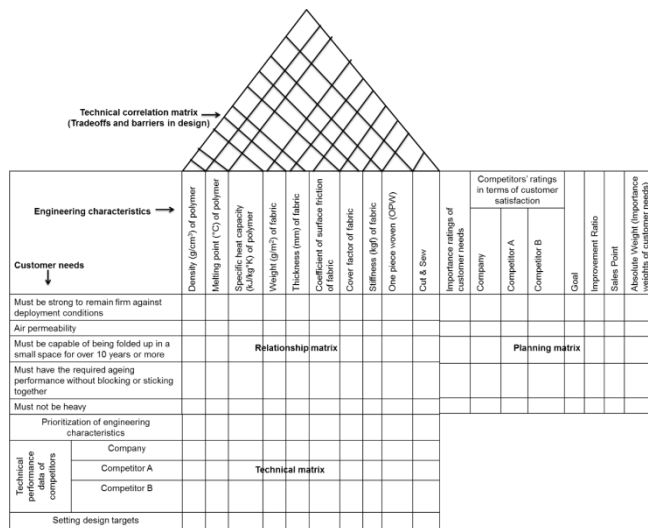 Technical correlation matrix
(Tradeoffs and barriers in design)
Engineering characteristics
Customer needs
Density (g/cm³) of polymer
Melting point (°C) of polymer
Specific heat capacity
(kJ/kg°K) of polymer
Weight (g/m²) of fabric
Thickness (mm) of fabric
Coefficient of surface friction
of fabric
Cover factor of fabric
Stiffness (kgf) of fabric
One piece woven (OPW)
Cut & Sew
Importance ratings of
customer needs
Competitors' ratings
in terms of customer
satisfaction
Company
Competitor A
Competitor B
Goal
Improvement Ratio
Sales Point
Absolute Weight (Importance
weights of customer needs)
Must be strong to remain firm against
deployment conditions
Air permeability
Must be capable of being folded up in a
small space for over 10 years or more
Relationship matrix
Planning matrix
Must have the required ageing
performance without blocking or sticking
together
Must not be heavy
Prioritization of engineering
characteristics
Technical
performance
data of
competitors
Company
Competitor A
Technical matrix
Competitor B
Setting design targets